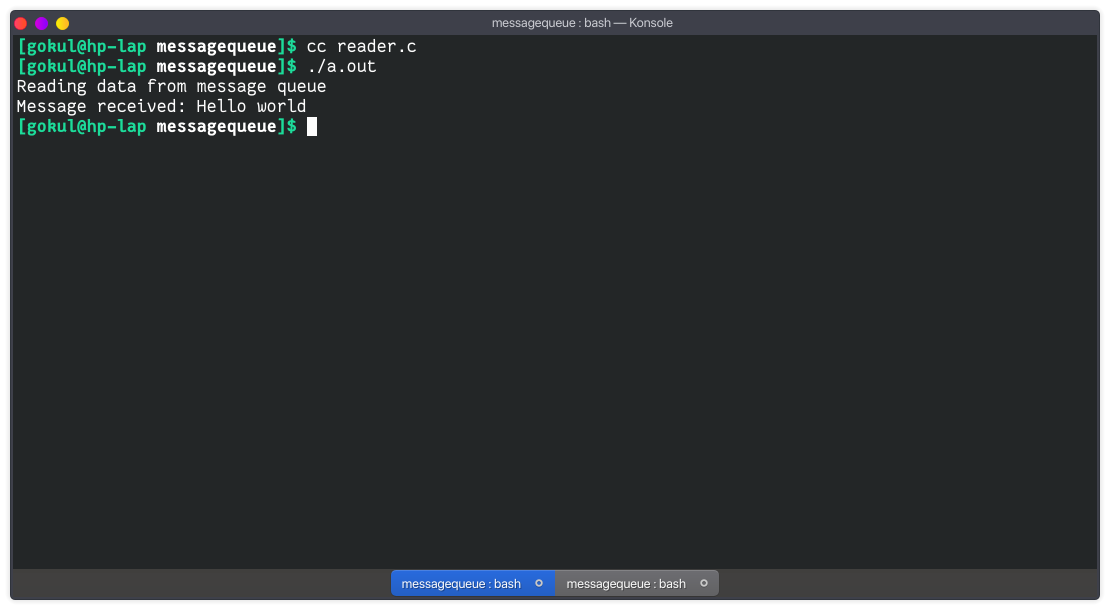 messagequeue : bash — Konsole
[gokul@hp-lap messagequeue]$ cc reader.c
[gokul@hp-lap messagequeue]$ ./a.out
Reading data from message queue
Message received: Hello world
[gokul@hp-lap messagequeue]$
messagequeue : bash messagequeue : bash